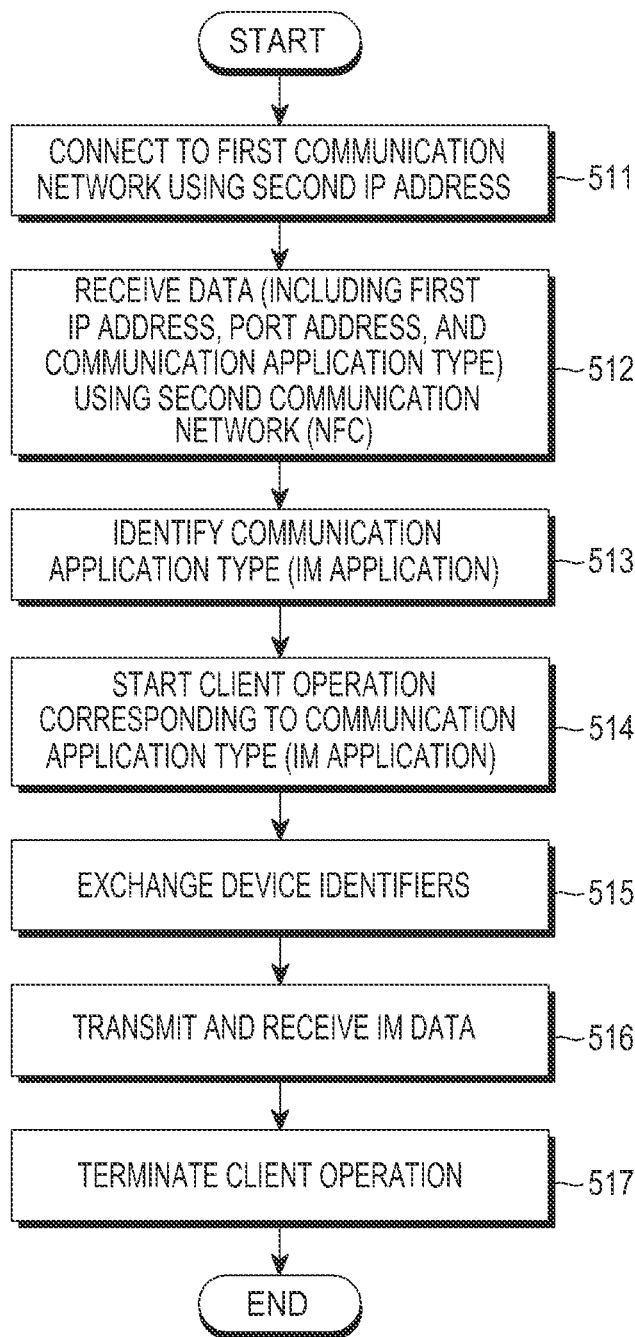 START
CONNECT TO FIRST COMMUNICATION
NETWORK USING SECOND IP ADDRESS
511
RECEIVE DATA (INCLUDING FIRST
IP ADDRESS, PORT ADDRESS, AND
COMMUNICATION APPLICATION TYPE)
USING SECOND COMMUNICATION
NETWORK (NFC)
512
IDENTIFY COMMUNICATION
APPLICATION TYPE (IM APPLICATION)
513
START CLIENT OPERATION
CORRESPONDING TO COMMUNICATION
APPLICATION TYPE (IM APPLICATION)
514
EXCHANGE DEVICE IDENTIFIERS
515
TRANSMIT AND RECEIVE IM DATA
516
TERMINATE CLIENT OPERATION
517
END